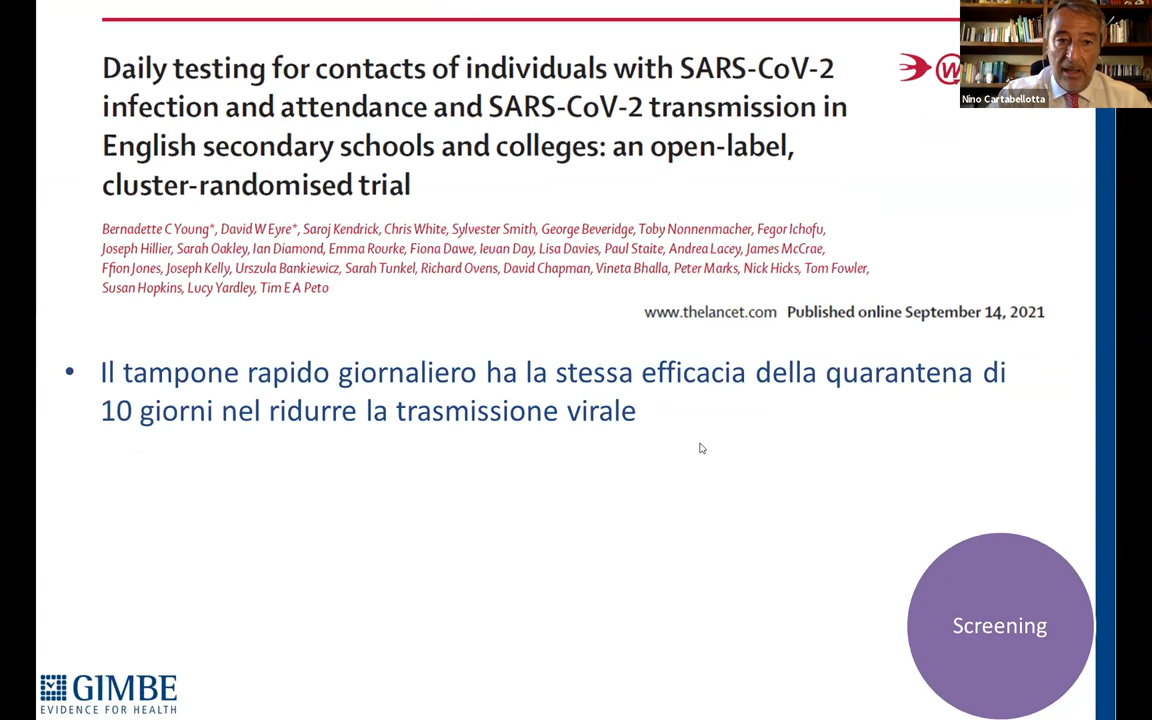 Daily testing for contacts of individuals with SARS-CoV-2
infection and attendance and SARS-CoV-2 transmission in
English secondary schools and colleges: an open-label,
cluster-randomised trial
W
Nino Cartabellotta
Bernadette C Young*, David W Eyre*, Saroj Kendrick, Chris White, Sylvester Smith, George Beveridge, Toby Nonnenmacher, Fegor Ichofu,
Joseph Hillier, Sarah Oakley, Ian Diamond, Emma Rourke, Fiona Dawe, Ieuan Day, Lisa Davies, Paul Staite, Andrea Lacey, James McCrae,
Ffion Jones, Joseph Kelly, Urszula Bankiewicz, Sarah Tunkel, Richard Ovens, David Chapman, Vineta Bhalla, Peter Marks, Nick Hicks, Tom Fowler,
Susan Hopkins, Lucy Yardley, Tim E A Peto
www.thelancet.com Published online September 14, 2021
• Il tampone rapido giornaliero ha la stessa efficacia della quarantena di
10 giorni nel ridurre la trasmissione virale
Screening
GIMBE
EVIDENCE FOR HEALTH